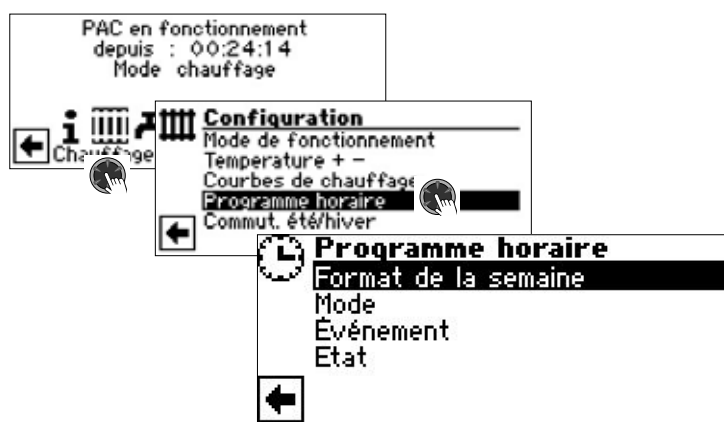 PAC en fonctionnement
depuis : 00:24:14
Mode chauffage
Chauffage
Configuration
Mode de fonctionnement
Temperature + −
Courbes de chauffage
Programme horaire
Commut. été/hiver
Programme horaire
Format de la semaine
Mode
Événement
Etat